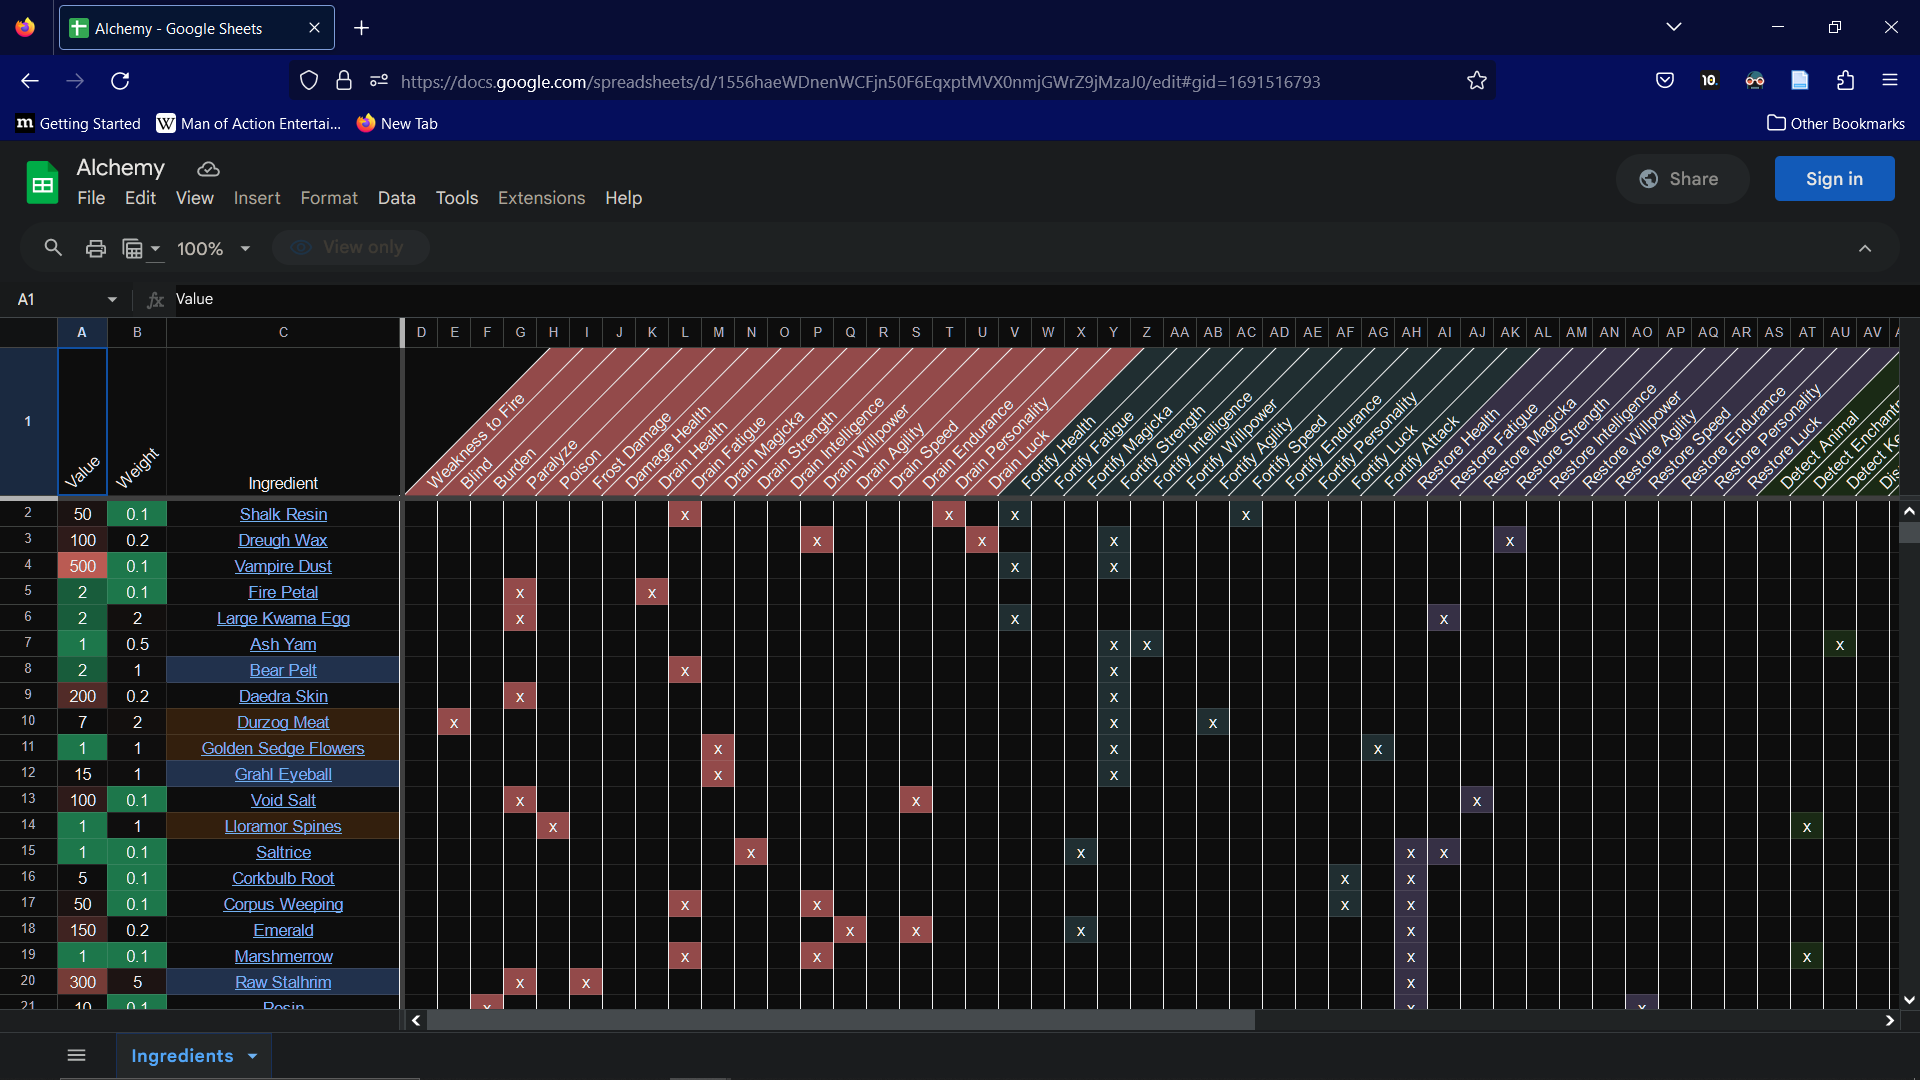 Alchemy - Google Sheets
https://docs.google.com/spreadsheets/d/1556haeWDnenWCFjn50F6EqxptMVX0nmjGWrZ9jMzaJ0/edit#gid=1691516793
10.
m Getting Started W Man of Action Entertai... New Tab Other Bookmarks
Alchemy
File Edit View Insert Format Data Tools Extensions Help
Share
Sign in
100% View only
A1 fx Value
A B C D E F G H I J K L M N O P Q R S T U V W X Y Z AA AB AC AD AE AF AG AH AI AJ AK AL AM AN AO AP AQ AR AS AT AU AV
1 Value Weight Ingredient
Weakness to Fire
Blind
Burden
Paralyze
Poison
Frost Damage
Damage Health
Drain Health
Drain Fatigue
Drain Magicka
Drain Strength
Drain Intelligence
Drain Willpower
Drain Agility
Drain Speed
Drain Endurance
Drain Personality
Drain Luck
Fortify Health
Fortify Fatigue
Fortify Magicka
Fortify Strength
Fortify Intelligence
Fortify Willpower
Fortify Agility
Fortify Speed
Fortify Endurance
Fortify Personality
Fortify Luck
Fortify Attack
Restore Health
Restore Fatigue
Restore Magicka
Restore Strength
Restore Intelligence
Restore Willpower
Restore Agility
Restore Speed
Restore Endurance
Restore Personality
Restore Luck
Detect Animal
Detect Enchantm
Detect Ke
Dis
2 50 0.1 Shalk Resin x x x x
3 100 0.2 Dreugh Wax x x x x
4 500 0.1 Vampire Dust x x
5 2 0.1 Fire Petal x x
6 2 2 Large Kwama Egg x x x
7 1 0.5 Ash Yam x x x
8 2 1 Bear Pelt x x
9 200 0.2 Daedra Skin x x
10 7 2 Durzog Meat x x x
11 1 1 Golden Sedge Flowers x x x
12 15 1 Grahl Eyeball x x
13 100 0.1 Void Salt x x x
14 1 1 Lloramor Spines x x
15 1 0.1 Saltrice x x x x
16 5 0.1 Corkbulb Root x x
17 50 0.1 Corpus Weeping x x x x
18 150 0.2 Emerald x x x x
19 1 0.1 Marshmerrow x x x x
20 300 5 Raw Stalhrim x x x
21 10 0.1 Resin x x x
Ingredients